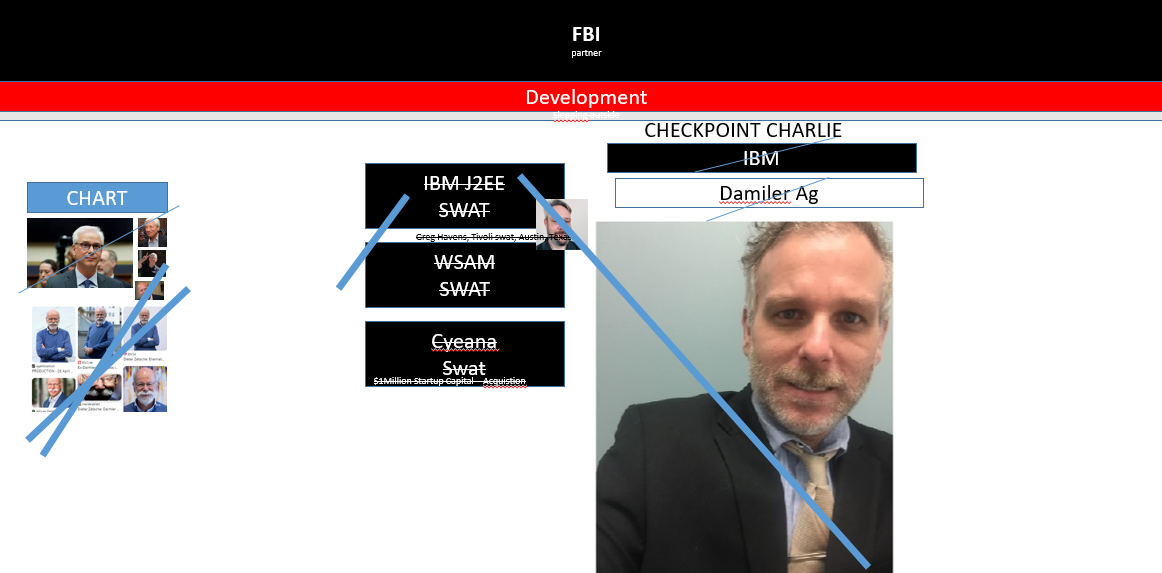 FBI
partner
Development
sleeping outside
CHECKPOINT CHARLIE
IBM
Damiler Ag
CHART
IBM J2EE
SWAT
Greg Havens, Tivoli swat, Austin, Texas
WSAM
SWAT
Cyeana
Swat
$1Million Startup Capital – Acquistion